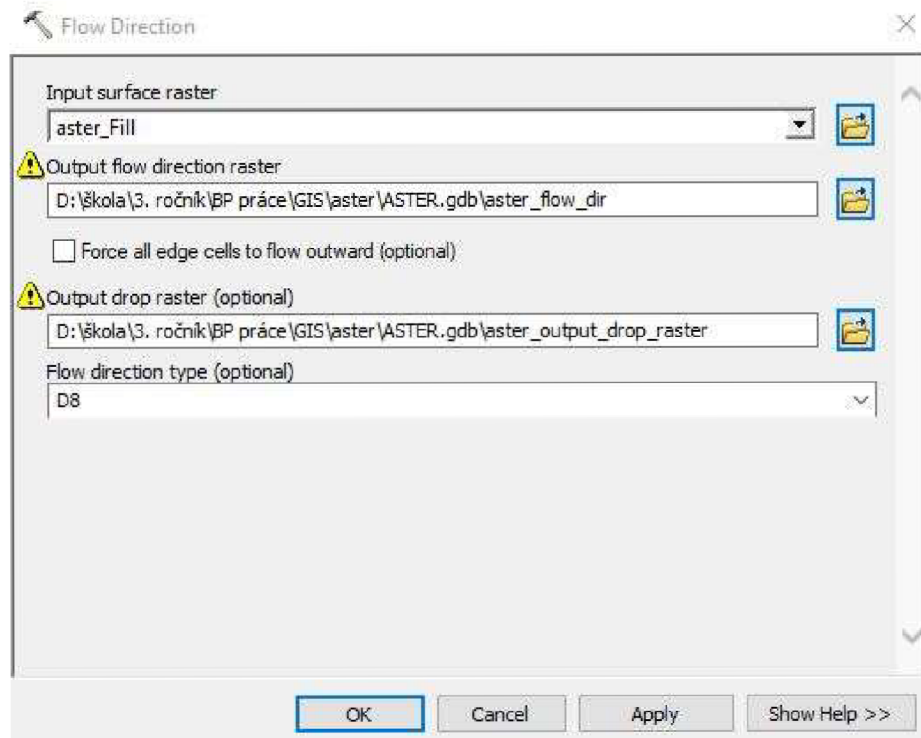 Flow Direction
Input surface raster
aster_Fill
Output flow direction raster
D:\škola\3. ročník\BP práce\GIS\aster\ASTER.gdb\aster_flow_dir
Force all edge cells to flow outward (optional)
Output drop raster (optional)
D:\škola\3. ročník\BP práce\GIS\aster\ASTER.gdb\aster_output_drop_raster
Flow direction type (optional)
D8
OK Cancel Apply Show Help >>